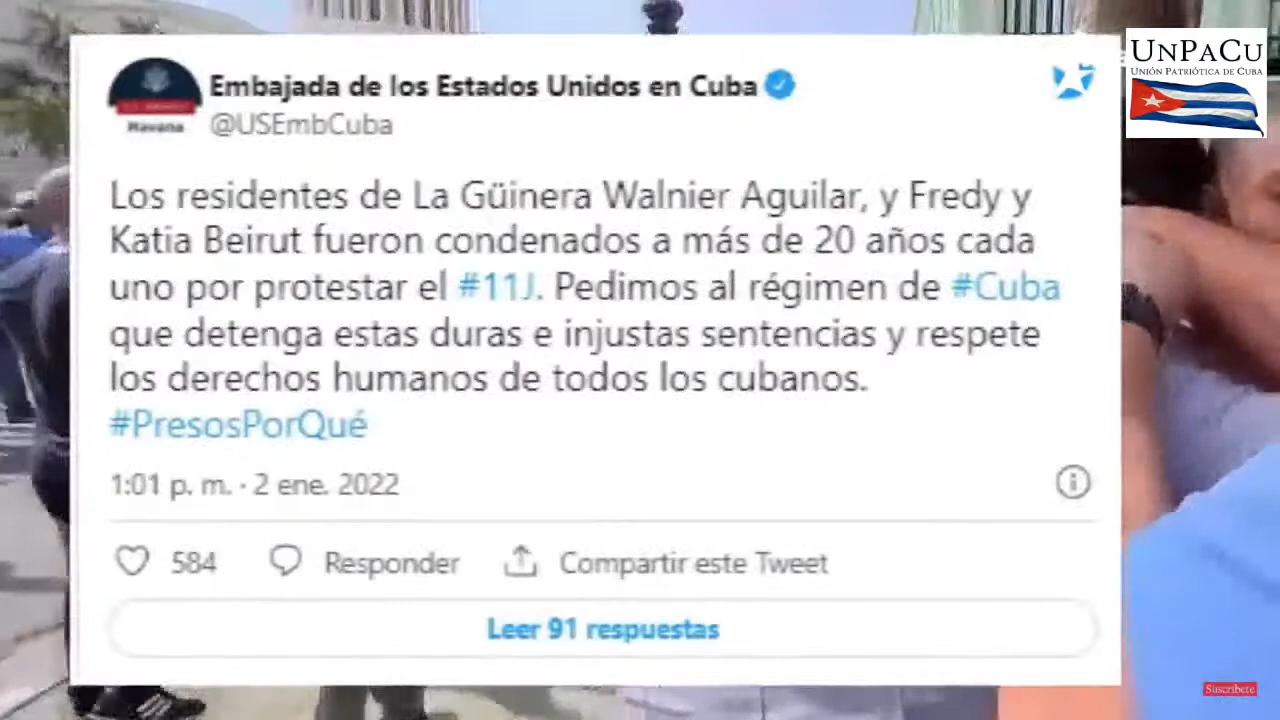 Embajada de los Estados Unidos en Cuba
@USEmbCuba
Havana
Los residentes de La Güinera Walnier Aguilar, y Fredy y
Katia Beirut fueron condenados a más de 20 años cada
uno por protestar el #11J. Pedimos al régimen de #Cuba
que detenga estas duras e injustas sentencias y respete
los derechos humanos de todos los cubanos.
#PresosPorQué
1:01 p. m. · 2 ene. 2022
584 Responder Compartir este Tweet
Leer 91 respuestas
UNPACU
UNIÓN PATRIÓTICA DE CUBA
Suscríbete